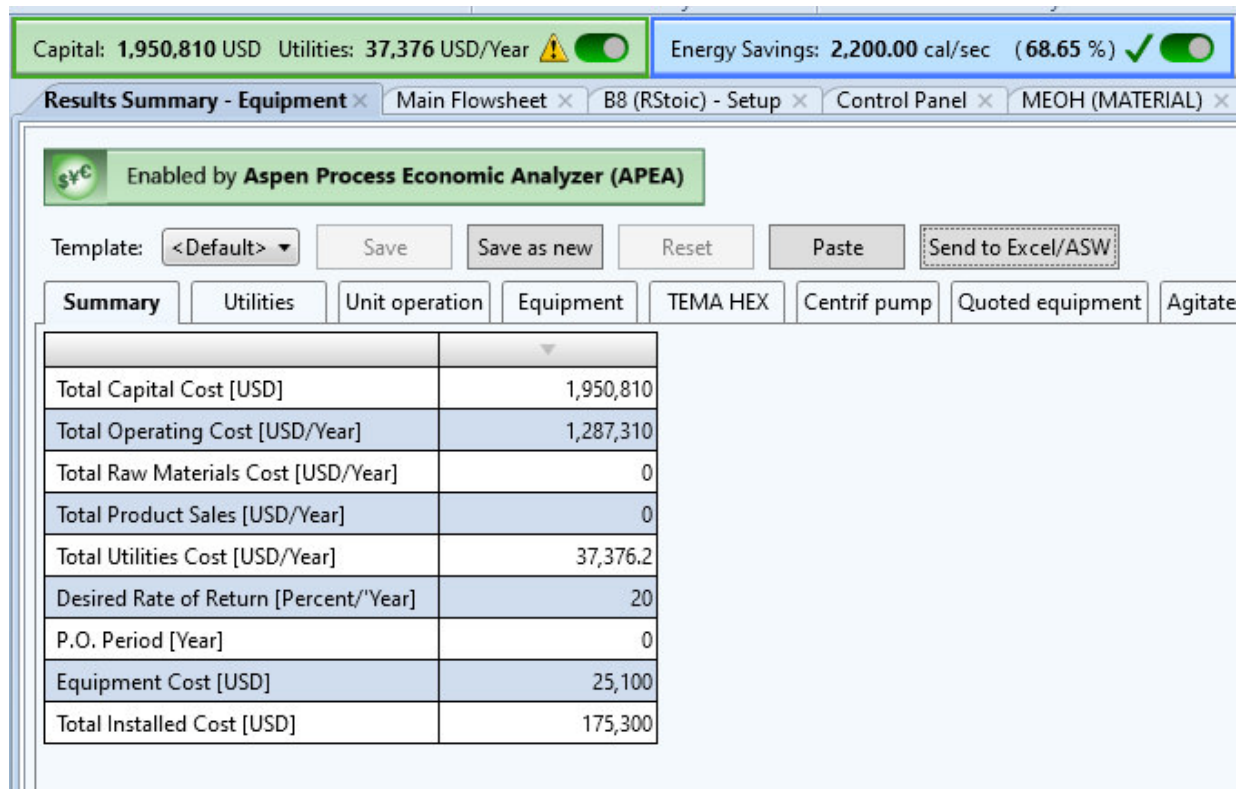 Capital: 1,950,810 USD Utilities: 37,376 USD/Year Energy Savings: 2,200.00 cal/sec (68.65 %)
Results Summary - Equipment Main Flowsheet B8 (RStoic) - Setup Control Panel MEOH (MATERIAL)
$¥€ Enabled by Aspen Process Economic Analyzer (APEA)
Template: <Default> Save Save as new Reset Paste Send to Excel/ASW
Summary Utilities Unit operation Equipment TEMA HEX Centrif pump Quoted equipment Agitate
Total Capital Cost [USD] 1,950,810
Total Operating Cost [USD/Year] 1,287,310
Total Raw Materials Cost [USD/Year] 0
Total Product Sales [USD/Year] 0
Total Utilities Cost [USD/Year] 37,376.2
Desired Rate of Return [Percent/'Year] 20
P.O. Period [Year] 0
Equipment Cost [USD] 25,100
Total Installed Cost [USD] 175,300